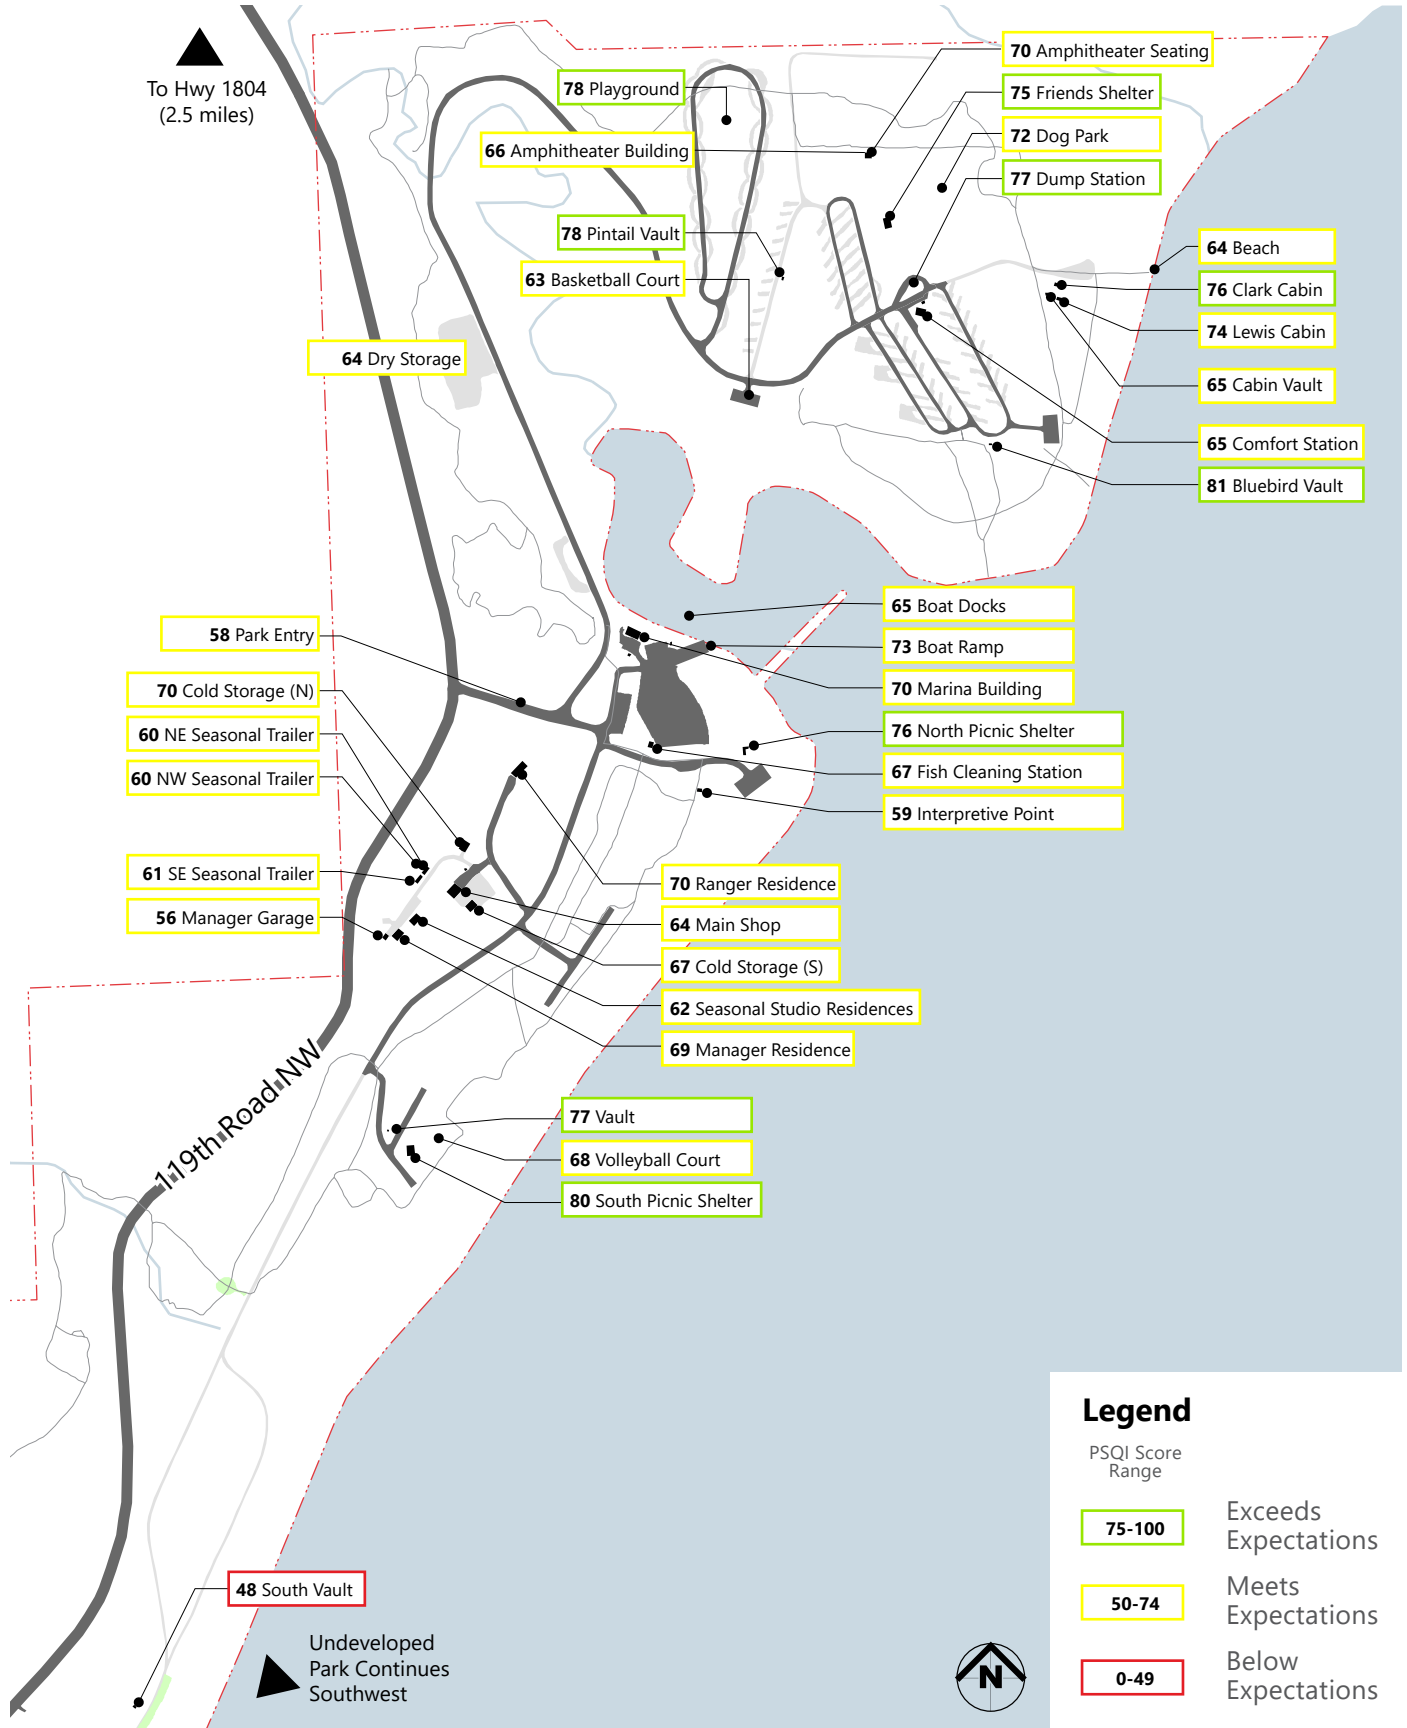 To Hwy 1804
(2.5 miles)
70 Amphitheater Seating
78 Playground
75 Friends Shelter
72 Dog Park
66 Amphitheater Building
77 Dump Station
78 Pintail Vault
64 Beach
63 Basketball Court
76 Clark Cabin
74 Lewis Cabin
64 Dry Storage
65 Cabin Vault
65 Comfort Station
81 Bluebird Vault
65 Boat Docks
58 Park Entry
73 Boat Ramp
70 Cold Storage (N)
70 Marina Building
60 NE Seasonal Trailer
76 North Picnic Shelter
60 NW Seasonal Trailer
67 Fish Cleaning Station
59 Interpretive Point
61 SE Seasonal Trailer
70 Ranger Residence
56 Manager Garage
64 Main Shop
67 Cold Storage (S)
62 Seasonal Studio Residences
69 Manager Residence
119th Road NW
77 Vault
68 Volleyball Court
80 South Picnic Shelter
48 South Vault
Undeveloped
Park Continues
Southwest
N
Legend
PSQI Score
Range
75-100
Exceeds
Expectations
50-74
Meets
Expectations
0-49
Below
Expectations